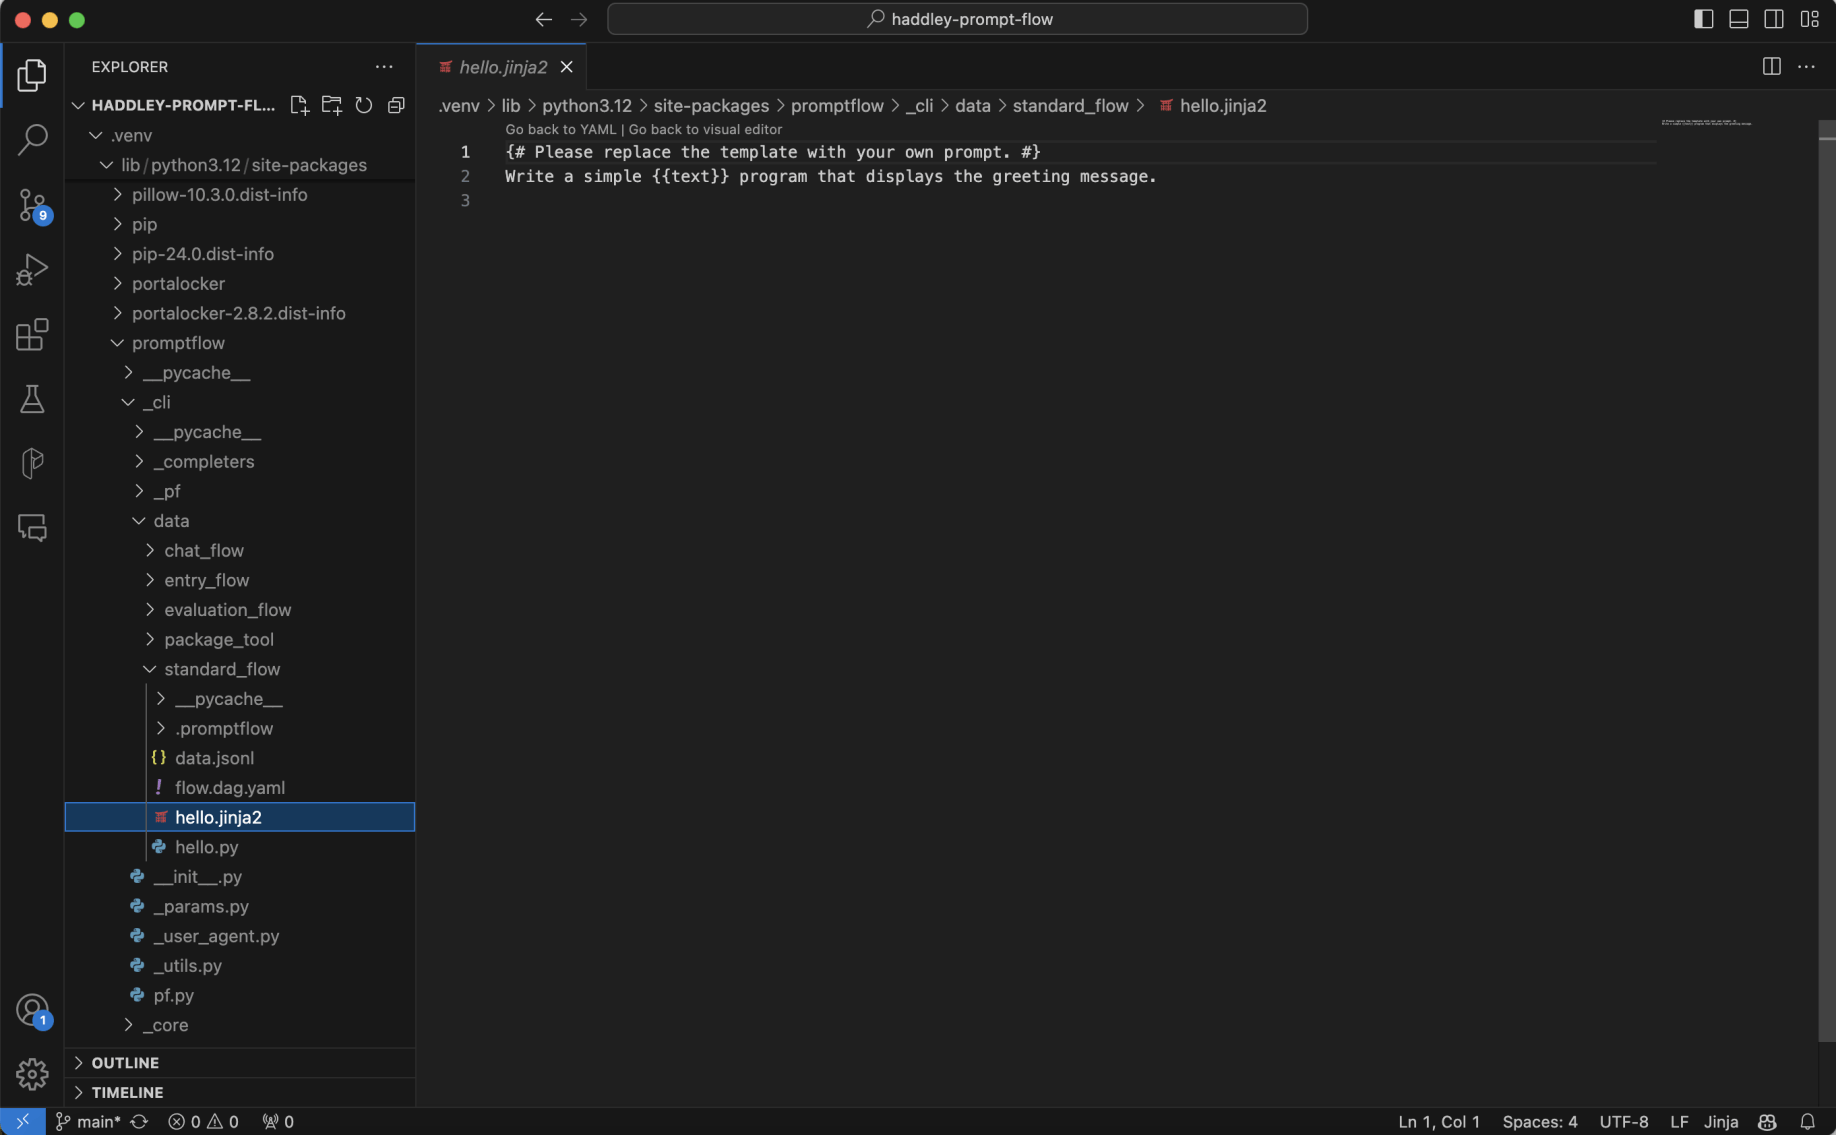 haddley-prompt-flow
EXPLORER
HADDLEY-PROMPT-FL...
.venv
lib/python3.12/site-packages
pillow-10.3.0.dist-info
pip
pip-24.0.dist-info
portalocker
portalocker-2.8.2.dist-info
promptflow
__pycache__
_cli
__pycache__
_completers
_pf
data
chat_flow
entry_flow
evaluation_flow
package_tool
standard_flow
__pycache__
.promptflow
{} data.jsonl
! flow.dag.yaml
hello.jinja2
hello.py
__init__.py
_params.py
_user_agent.py
_utils.py
pf.py
_core
OUTLINE
TIMELINE
9
1
hello.jinja2
.venv > lib > python3.12 > site-packages > promptflow > _cli > data > standard_flow > hello.jinja2
Go back to YAML | Go back to visual editor
1 {# Please replace the template with your own prompt. #}
2 Write a simple {{text}} program that displays the greeting message.
3
main* 0 0 0
Ln 1, Col 1 Spaces: 4 UTF-8 LF Jinja